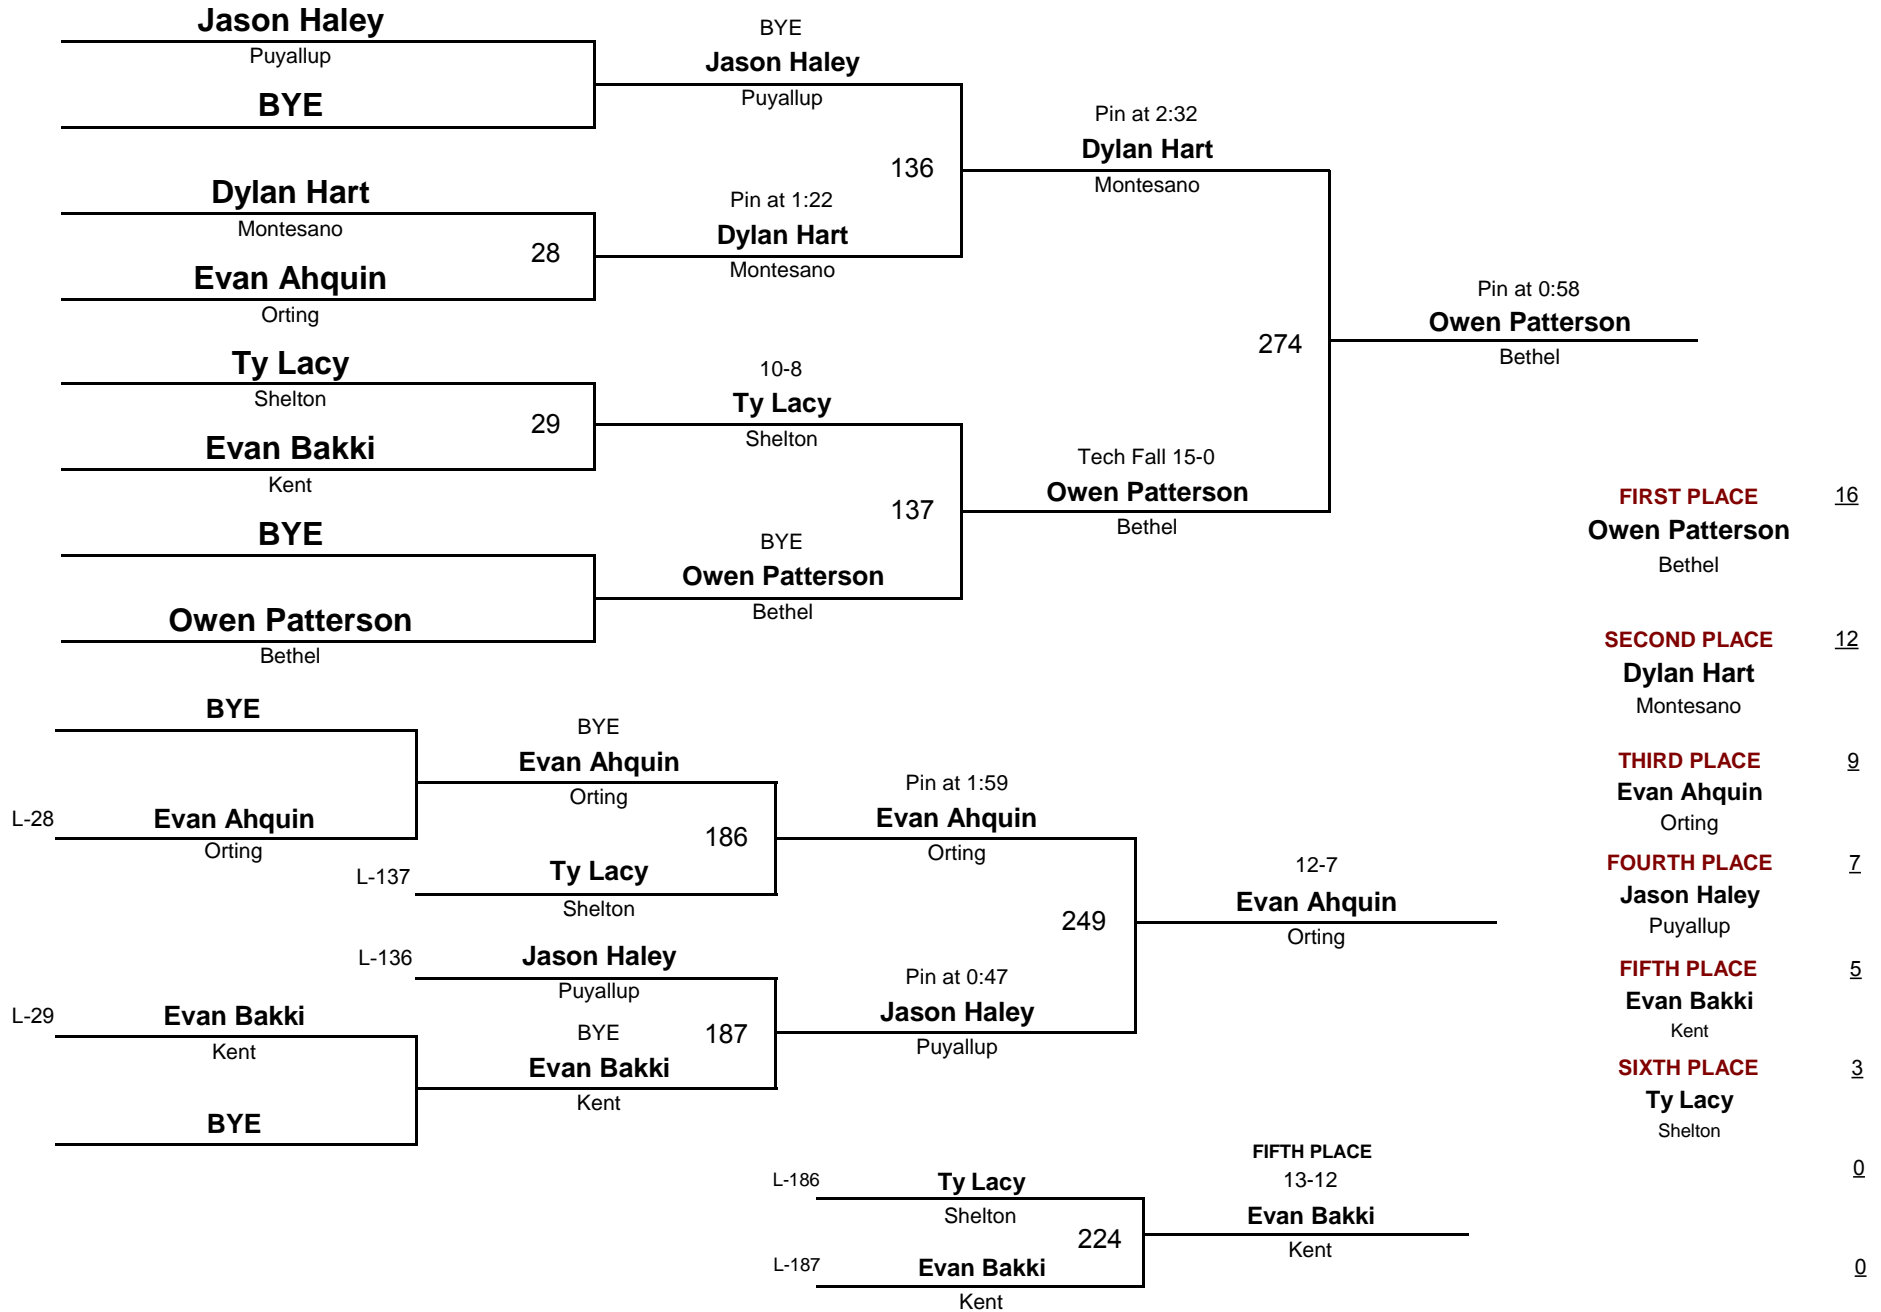 Jason Haley
Puyallup
BYE
Dylan Hart
Montesano
28
Evan Ahquin
Orting
Ty Lacy
Shelton
29
Evan Bakki
Kent
BYE
Owen Patterson
Bethel
BYE
Jason Haley
Puyallup
136
Pin at 1:22
Dylan Hart
Montesano
10-8
Ty Lacy
Shelton
137
BYE
Owen Patterson
Bethel
Pin at 2:32
Dylan Hart
Montesano
274
Tech Fall 15-0
Owen Patterson
Bethel
Pin at 0:58
Owen Patterson
Bethel
FIRST PLACE 16
Owen Patterson
Bethel
SECOND PLACE 12
Dylan Hart
Montesano
THIRD PLACE 9
Evan Ahquin
Orting
FOURTH PLACE 7
Jason Haley
Puyallup
FIFTH PLACE 5
Evan Bakki
Kent
SIXTH PLACE 3
Ty Lacy
Shelton
0
0
BYE
L-28 Evan Ahquin
Orting
L-29 Evan Bakki
Kent
BYE
BYE
Evan Ahquin
Orting
186
L-137 Ty Lacy
Shelton
L-136 Jason Haley
Puyallup
BYE 187
Evan Bakki
Kent
Pin at 1:59
Evan Ahquin
Orting
249
Pin at 0:47
Jason Haley
Puyallup
12-7
Evan Ahquin
Orting
L-186 Ty Lacy
Shelton
224
L-187 Evan Bakki
Kent
FIFTH PLACE
13-12
Evan Bakki
Kent